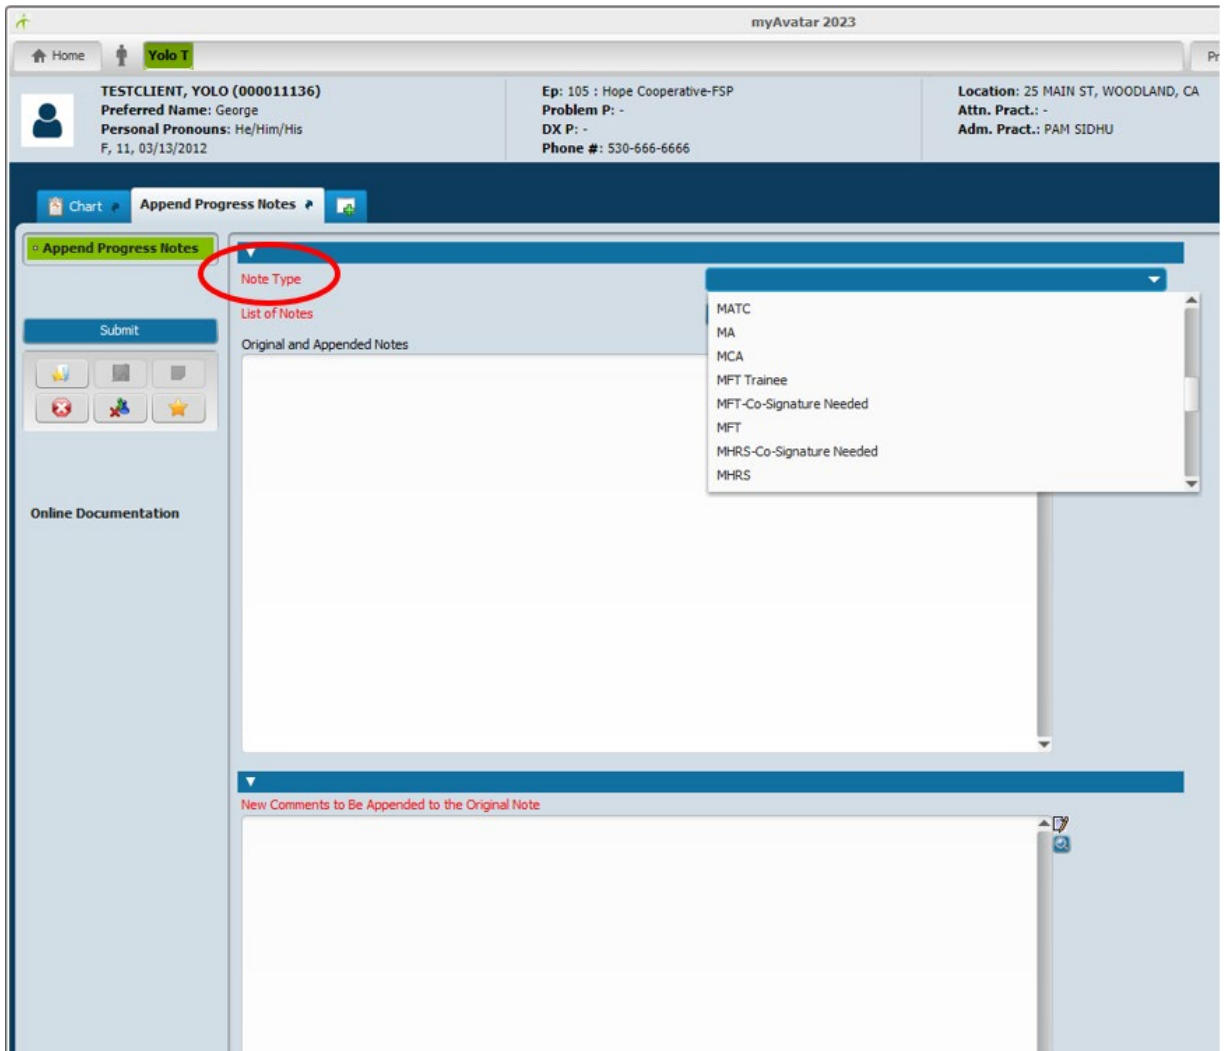 myAvatar 2023
Home
Yolo T
Pr
TESTCLIENT, YOLO (000011136)
Preferred Name: George
Personal Pronouns: He/Him/His
F, 11, 03/13/2012
Ep: 105 : Hope Cooperative-FSP
Problem P: -
DX P: -
Phone #: 530-666-6666
Location: 25 MAIN ST, WOODLAND, CA
Attn. Pract.: -
Adm. Pract.: PAM SIDHU
Chart
Append Progress Notes
Append Progress Notes
Submit
Online Documentation
Note Type
List of Notes
Original and Appended Notes
MATC
MA
MCA
MFT Trainee
MFT-Co-Signature Needed
MFT
MHRS-Co-Signature Needed
MHRS
New Comments to Be Appended to the Original Note